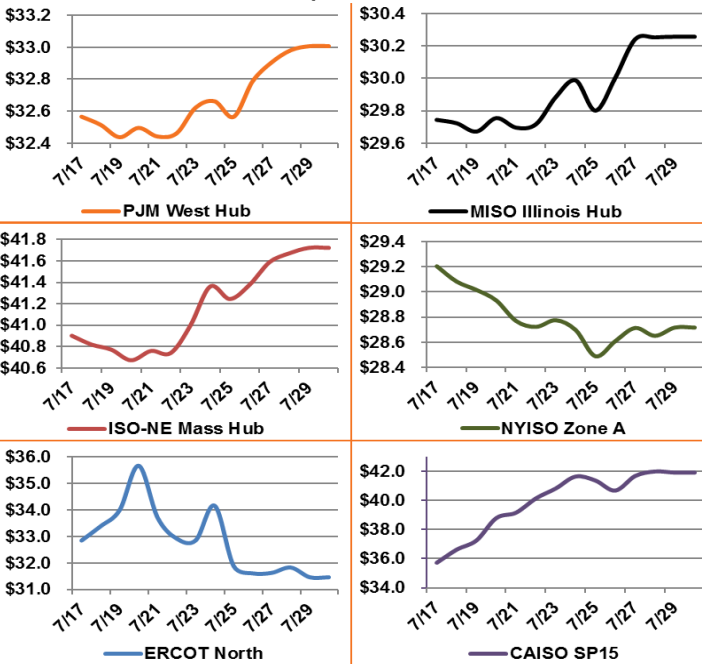 $33.2
$33.0
$32.8
$32.6
$32.4
7/17 7/19 7/21 7/23 7/25 7/27 7/29
PJM West Hub
$30.4
$30.2
$30.0
$29.8
$29.6
7/17 7/19 7/21 7/23 7/25 7/27 7/29
MISO Illinois Hub
$41.8
$41.6
$41.4
$41.2
$41.0
$40.8
$40.6
7/17 7/19 7/21 7/23 7/25 7/27 7/29
ISO-NE Mass Hub
$29.4
$29.2
$29.0
$28.8
$28.6
$28.4
7/17 7/19 7/21 7/23 7/25 7/27 7/29
NYISO Zone A
$36.0
$35.0
$34.0
$33.0
$32.0
$31.0
7/17 7/19 7/21 7/23 7/25 7/27 7/29
ERCOT North
$42.0
$40.0
$38.0
$36.0
$34.0
7/17 7/19 7/21 7/23 7/25 7/27 7/29
CAISO SP15